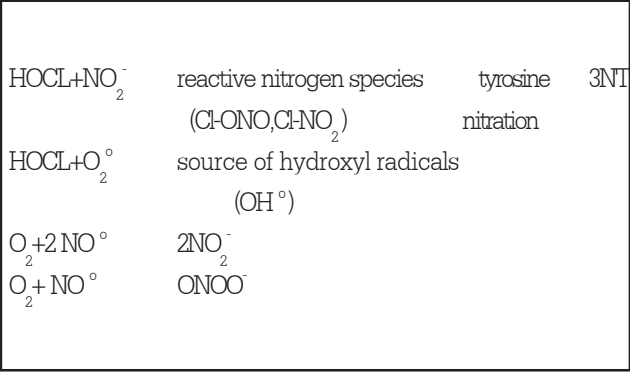 HOCL+NO₂⁻ reactive nitrogen species tyrosine 3NT
(Cl-ONO,Cl-NO₂) nitration
HOCL+O₂° source of hydroxyl radicals
(OH°)
O₂+2 NO° 2NO₂⁻
O₂+ NO° ONOO⁻